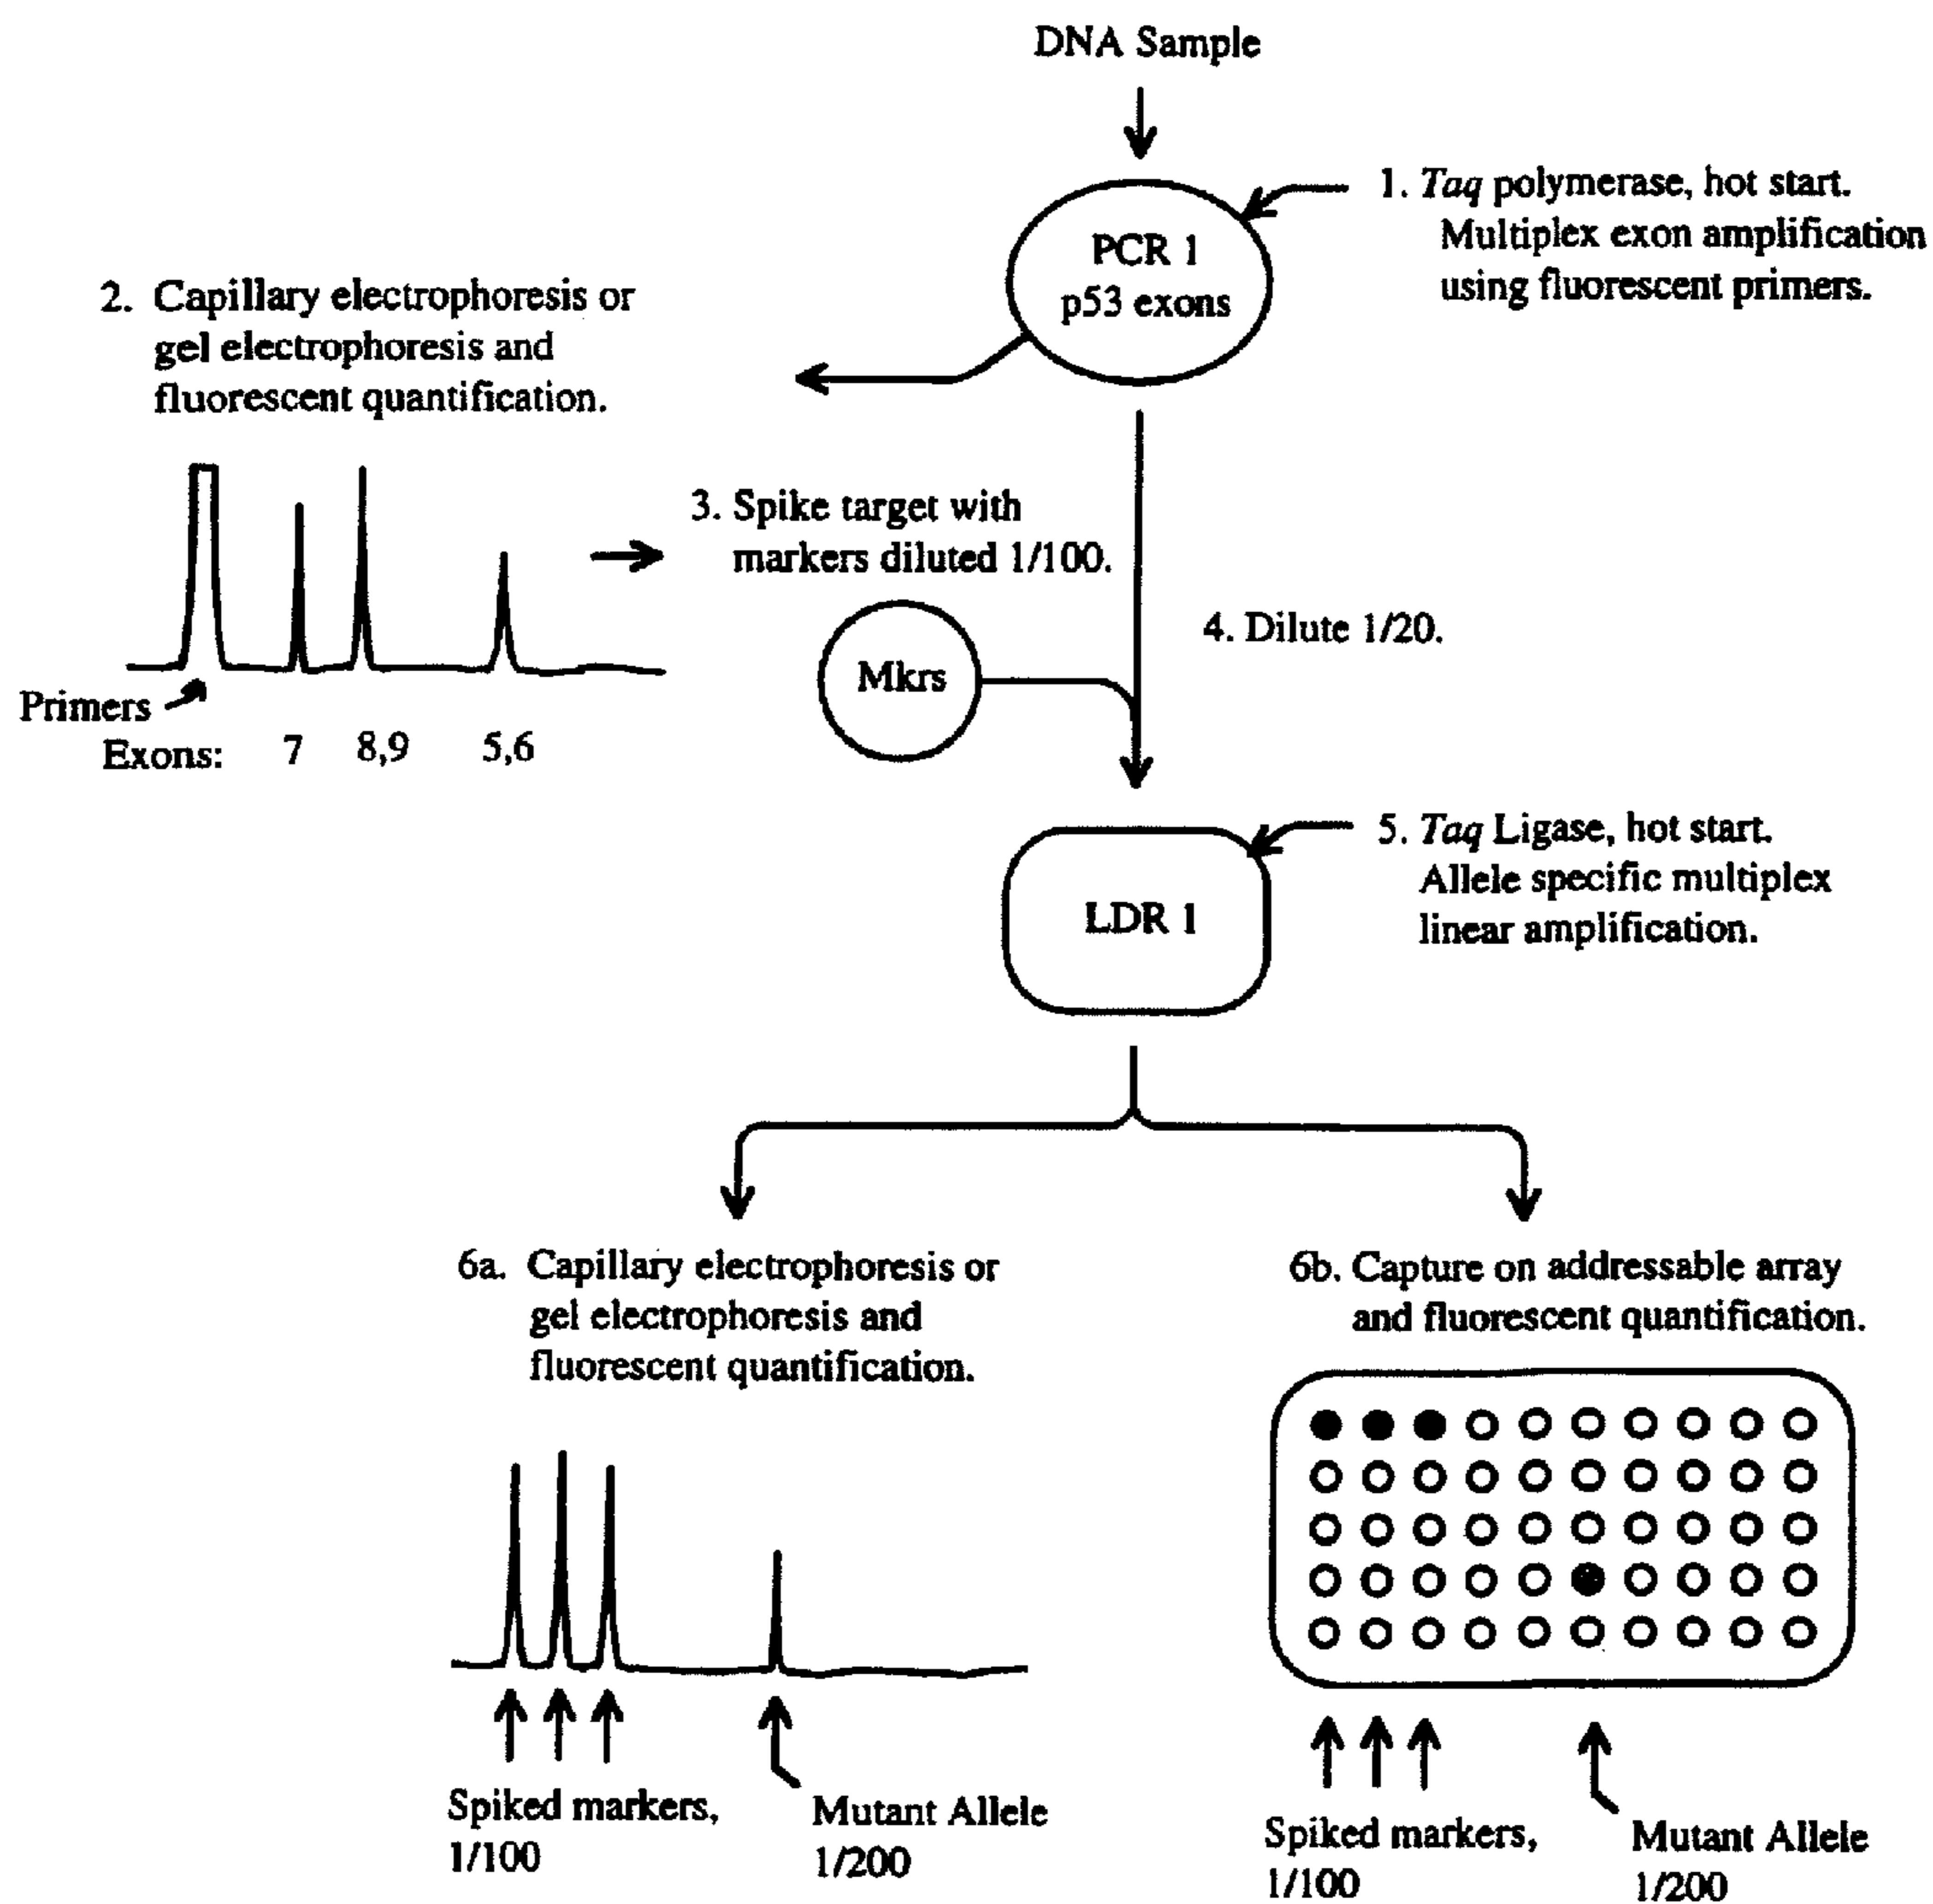 DNA Sample
1. Taq polymerase, hot start.
Multiplex exon amplification
using fluorescent primers.
PCR 1
p53 exons
2. Capillary electrophoresis or
gel electrophoresis and
fluorescent quantification.
Primers
Exons: 7 8,9 5,6
3. Spike target with
markers diluted 1/100.
Mkrs
4. Dilute 1/20.
5. Taq Ligase, hot start.
Allele specific multiplex
linear amplification.
LDR 1
6a. Capillary electrophoresis or
gel electrophoresis and
fluorescent quantification.
Spiked markers,
1/100
Mutant Allele
1/200
6b. Capture on addressable array
and fluorescent quantification.
Spiked markers,
1/100
Mutant Allele
1/200